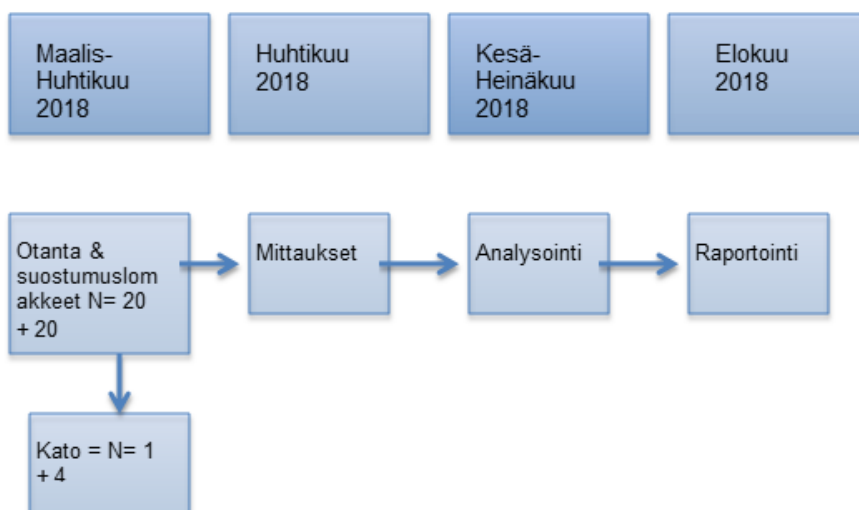 Maalis-
Huhtikuu
2018
Huhtikuu
2018
Kesä-
Heinäkuu
2018
Elokuu
2018
Otanta &
suostumuslom
akkeet N= 20
+ 20
Mittaukset
Analysointi
Raportointi
Kato = N= 1
+ 4